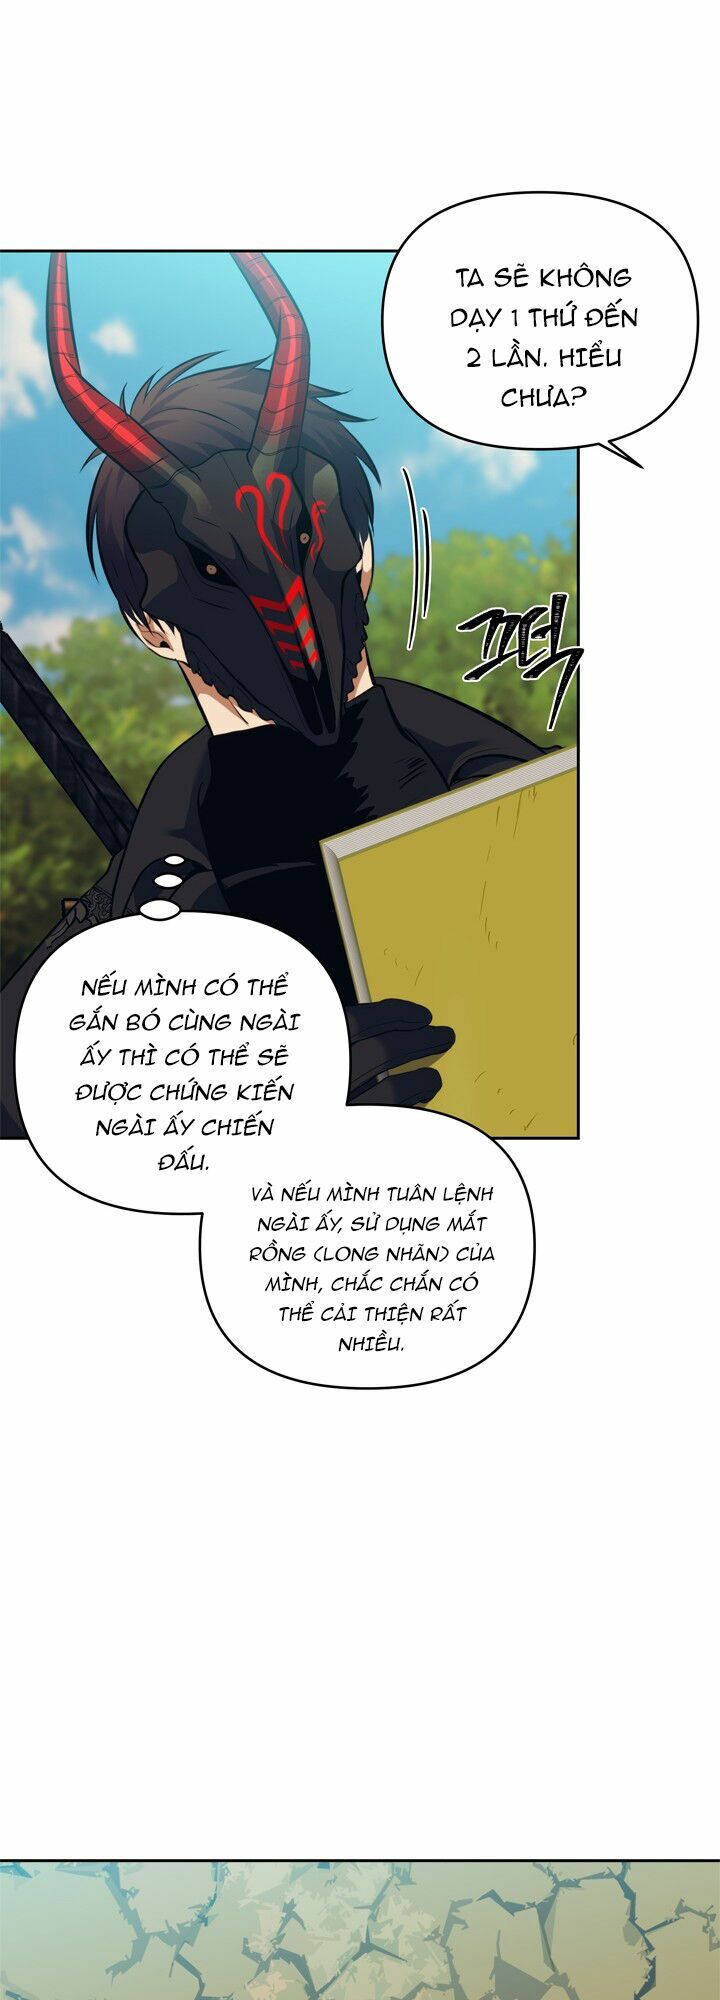 TA SẼ KHÔNG
DẠY 1 THỨ ĐẾN
2 LẦN. HIỂU
CHƯA?
끄덕
NẾU MÌNH CÓ THỂ
GẮN BÓ CÙNG NGÀI
ẤY THÌ CÓ THỂ SẼ
ĐƯỢC CHỨNG KIẾN
NGÀI ẤY CHIẾN
ĐẤU.
VÀ NẾU MÌNH TUÂN LỆNH
NGÀI ẤY, SỬ DỤNG MẮT
RỒNG (LONG NHÃN) CỦA
MÌNH, CHẮC CHẮN CÓ
THỂ CẢI THIỆN RẤT
NHIỀU.